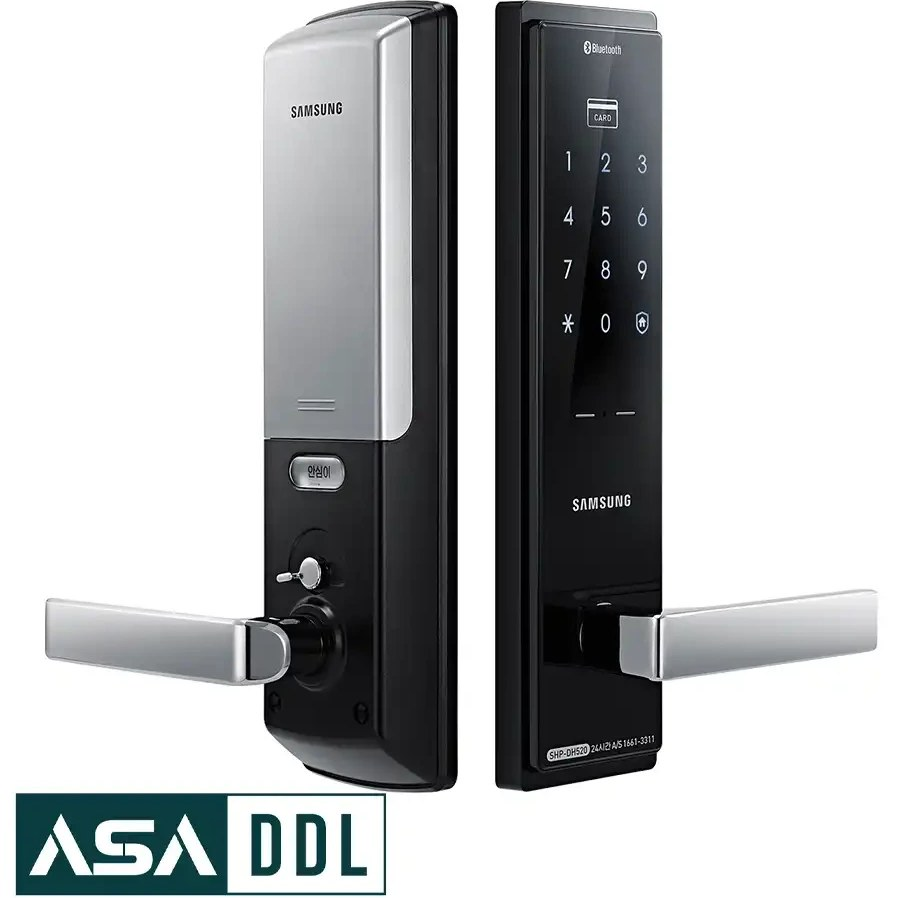 SAMSUNG
안심이
Bluetooth
CARD
1 2 3
4 5 6
7 8 9
* 0
SAMSUNG
SHP-DH520 24시간 A/S 1661-3311
ASA DDL